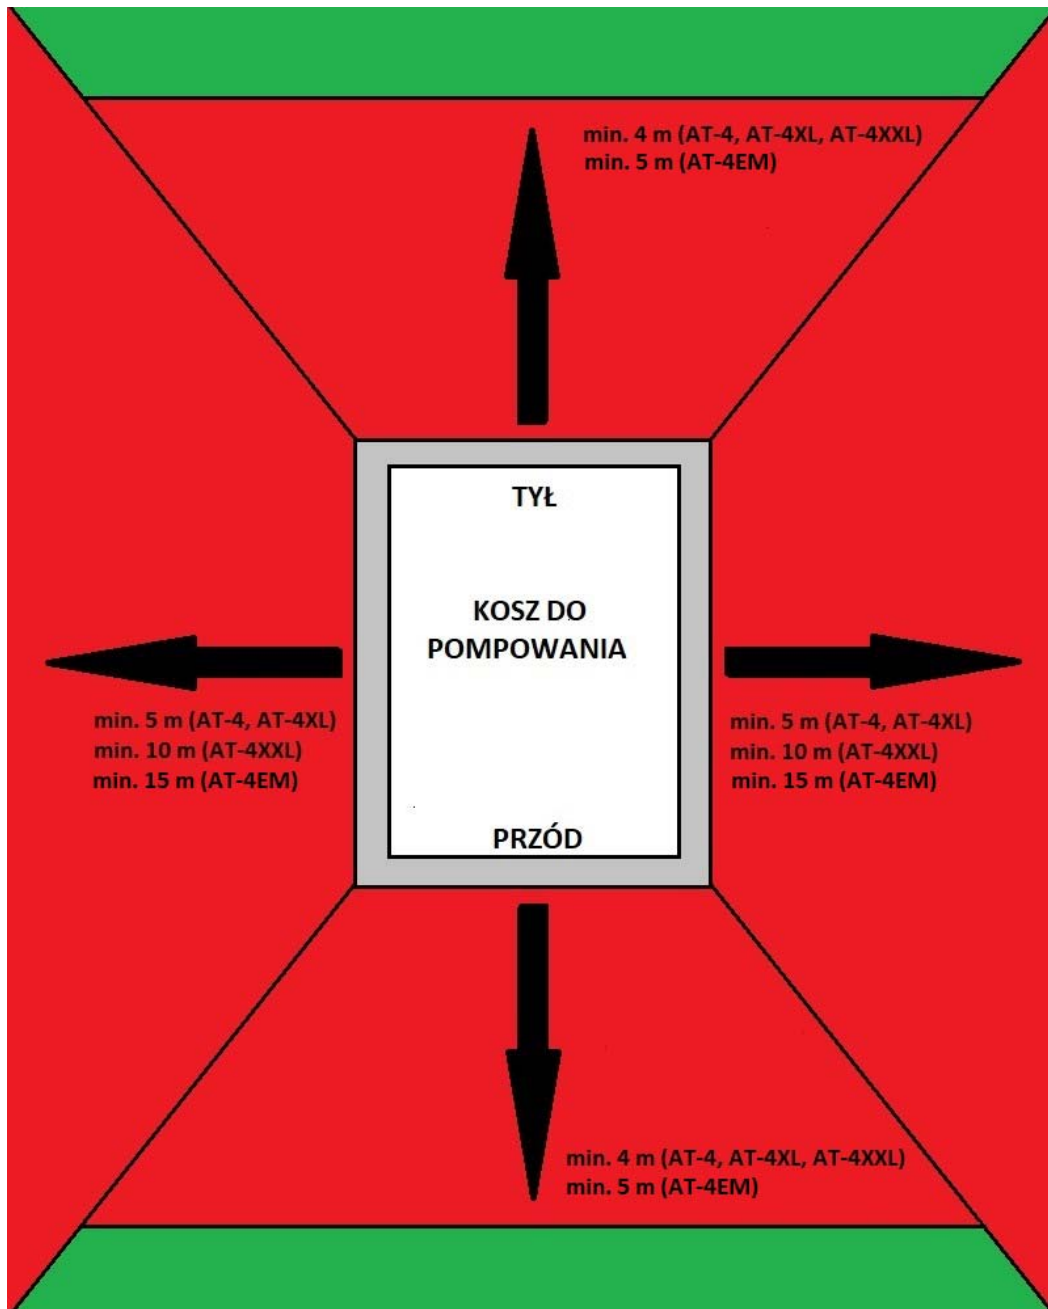 min. 4 m (AT-4, AT-4XL, AT-4XXL)
min. 5 m (AT-4EM)
TYŁ
KOSZ DO
POMPOWANIA
min. 5 m (AT-4, AT-4XL)
min. 10 m (AT-4XXL)
min. 15 m (AT-4EM)
min. 5 m (AT-4, AT-4XL)
min. 10 m (AT-4XXL)
min. 15 m (AT-4EM)
PRZÓD
min. 4 m (AT-4, AT-4XL, AT-4XXL)
min. 5 m (AT-4EM)